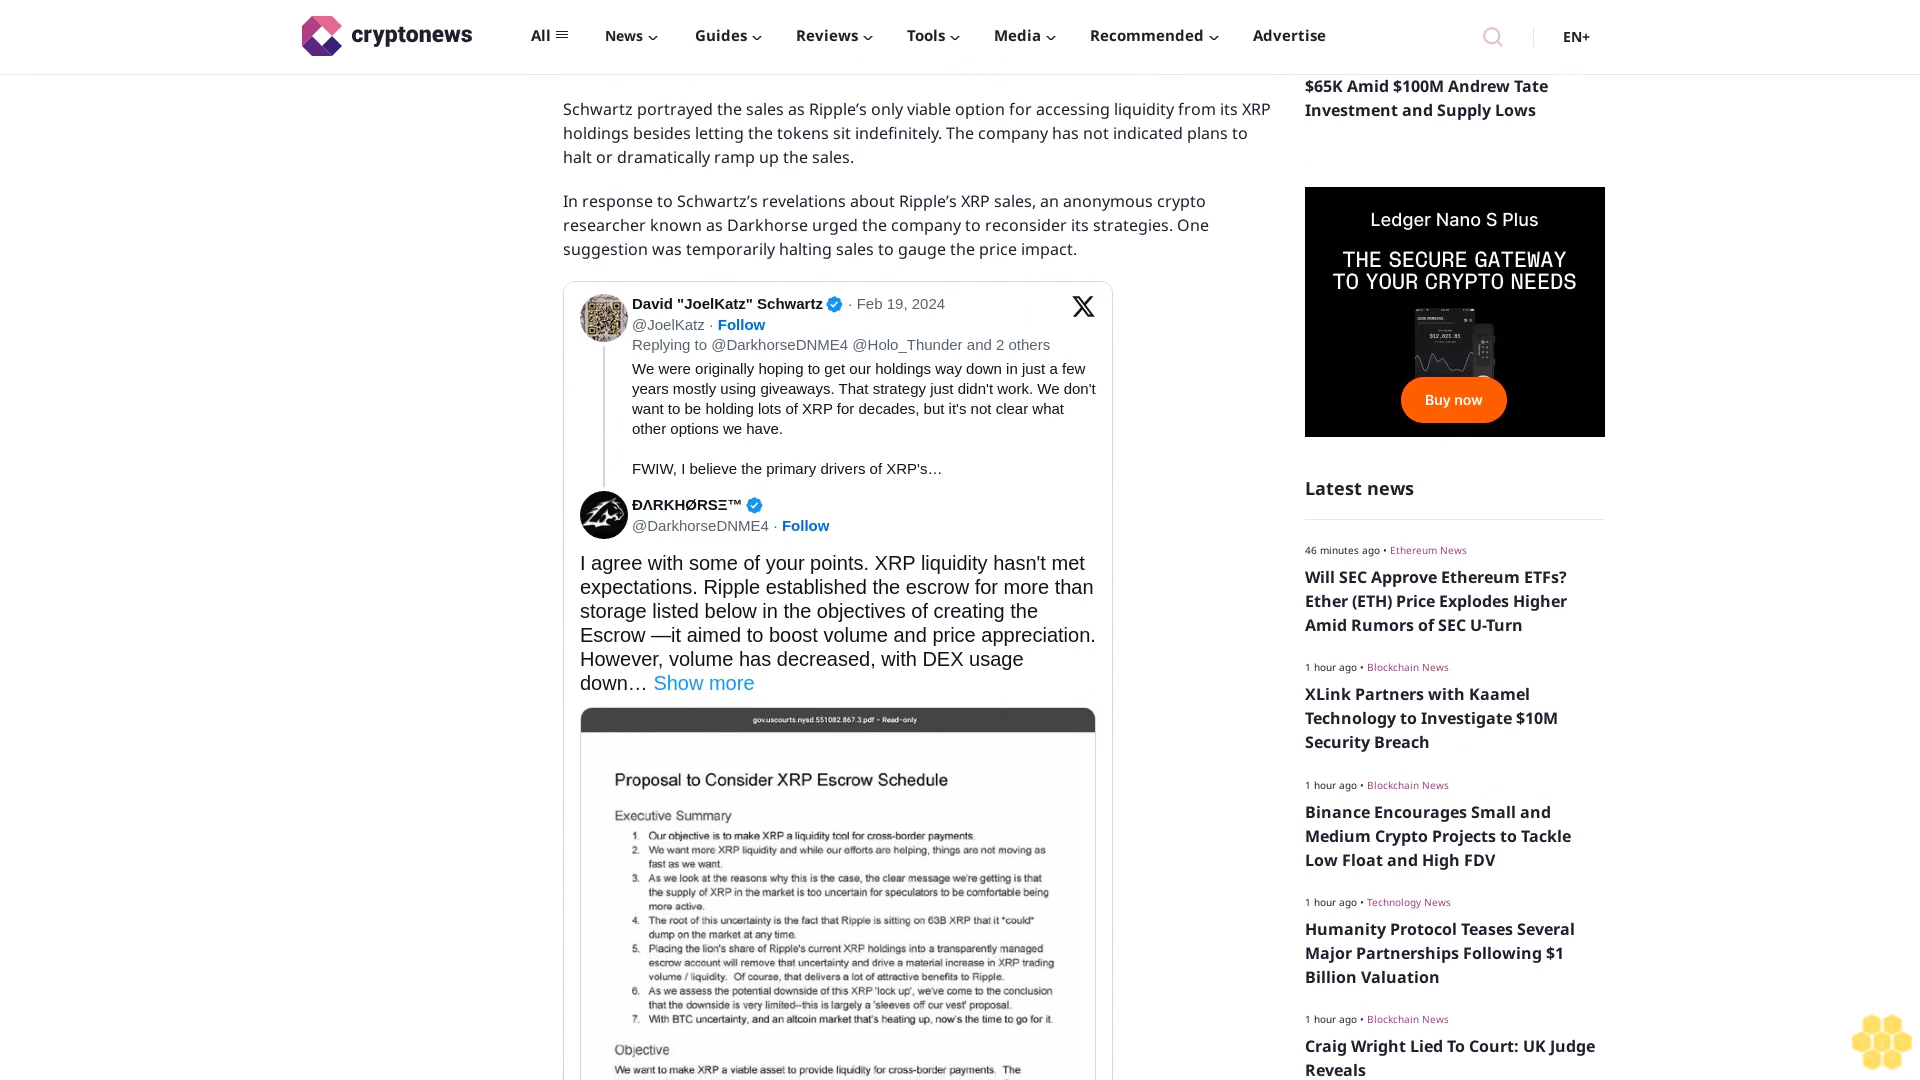 cryptonews
All
News
Guides
Reviews
Tools
Media
Recommended
Advertise
EN+
Schwartz portrayed the sales as Ripple’s only viable option for accessing liquidity from its XRP
holdings besides letting the tokens sit indefinitely. The company has not indicated plans to
halt or dramatically ramp up the sales.
In response to Schwartz’s revelations about Ripple’s XRP sales, an anonymous crypto
researcher known as Darkhorse urged the company to reconsider its strategies. One
suggestion was temporarily halting sales to gauge the price impact.
David "JoelKatz" Schwartz · Feb 19, 2024
@JoelKatz · Follow
Replying to @DarkhorseDNME4 @Holo_Thunder and 2 others
We were originally hoping to get our holdings way down in just a few
years mostly using giveaways. That strategy just didn't work. We don't
want to be holding lots of XRP for decades, but it's not clear what
other options we have.
FWIW, I believe the primary drivers of XRP's…
ÐΛRKHØRSΞ™
@DarkhorseDNME4 · Follow
I agree with some of your points. XRP liquidity hasn't met
expectations. Ripple established the escrow for more than
storage listed below in the objectives of creating the
Escrow —it aimed to boost volume and price appreciation.
However, volume has decreased, with DEX usage
down… Show more
gov.uscourts.nysd.551082.867.3.pdf – Read-only
Proposal to Consider XRP Escrow Schedule
Executive Summary
1. Our objective is to make XRP a liquidity tool for cross-border payments.
2. We want more XRP liquidity and while our efforts are helping, things are not moving as
fast as we want.
3. As we look at the reasons why this is the case, the clear message we're getting is that
the supply of XRP in the market is too uncertain for speculators to be comfortable being
more active.
4. The root of this uncertainty is the fact that Ripple is sitting on 63B XRP that it *could*
dump on the market at any time.
5. Placing the lion's share of Ripple's current XRP holdings into a transparently managed
escrow account will remove that uncertainty and drive a material increase in XRP trading
volume / liquidity. Of course, that delivers a lot of attractive benefits to Ripple.
6. As we assess the potential downside of this XRP 'lock up', we've come to the conclusion
that the downside is very limited--this is largely a 'sleeves off our vest' proposal.
7. With BTC uncertainty, and an altcoin market that's heating up, now's the time to go for it.
Objective
We want to make XRP a viable asset to provide liquidity for cross-border payments. The
$65K Amid $100M Andrew Tate
Investment and Supply Lows
Ledger Nano S Plus
THE SECURE GATEWAY
TO YOUR CRYPTO NEEDS
Buy now
Latest news
46 minutes ago • Ethereum News
Will SEC Approve Ethereum ETFs?
Ether (ETH) Price Explodes Higher
Amid Rumors of SEC U-Turn
1 hour ago • Blockchain News
XLink Partners with Kaamel
Technology to Investigate $10M
Security Breach
1 hour ago • Blockchain News
Binance Encourages Small and
Medium Crypto Projects to Tackle
Low Float and High FDV
1 hour ago • Technology News
Humanity Protocol Teases Several
Major Partnerships Following $1
Billion Valuation
1 hour ago • Blockchain News
Craig Wright Lied To Court: UK Judge
Reveals